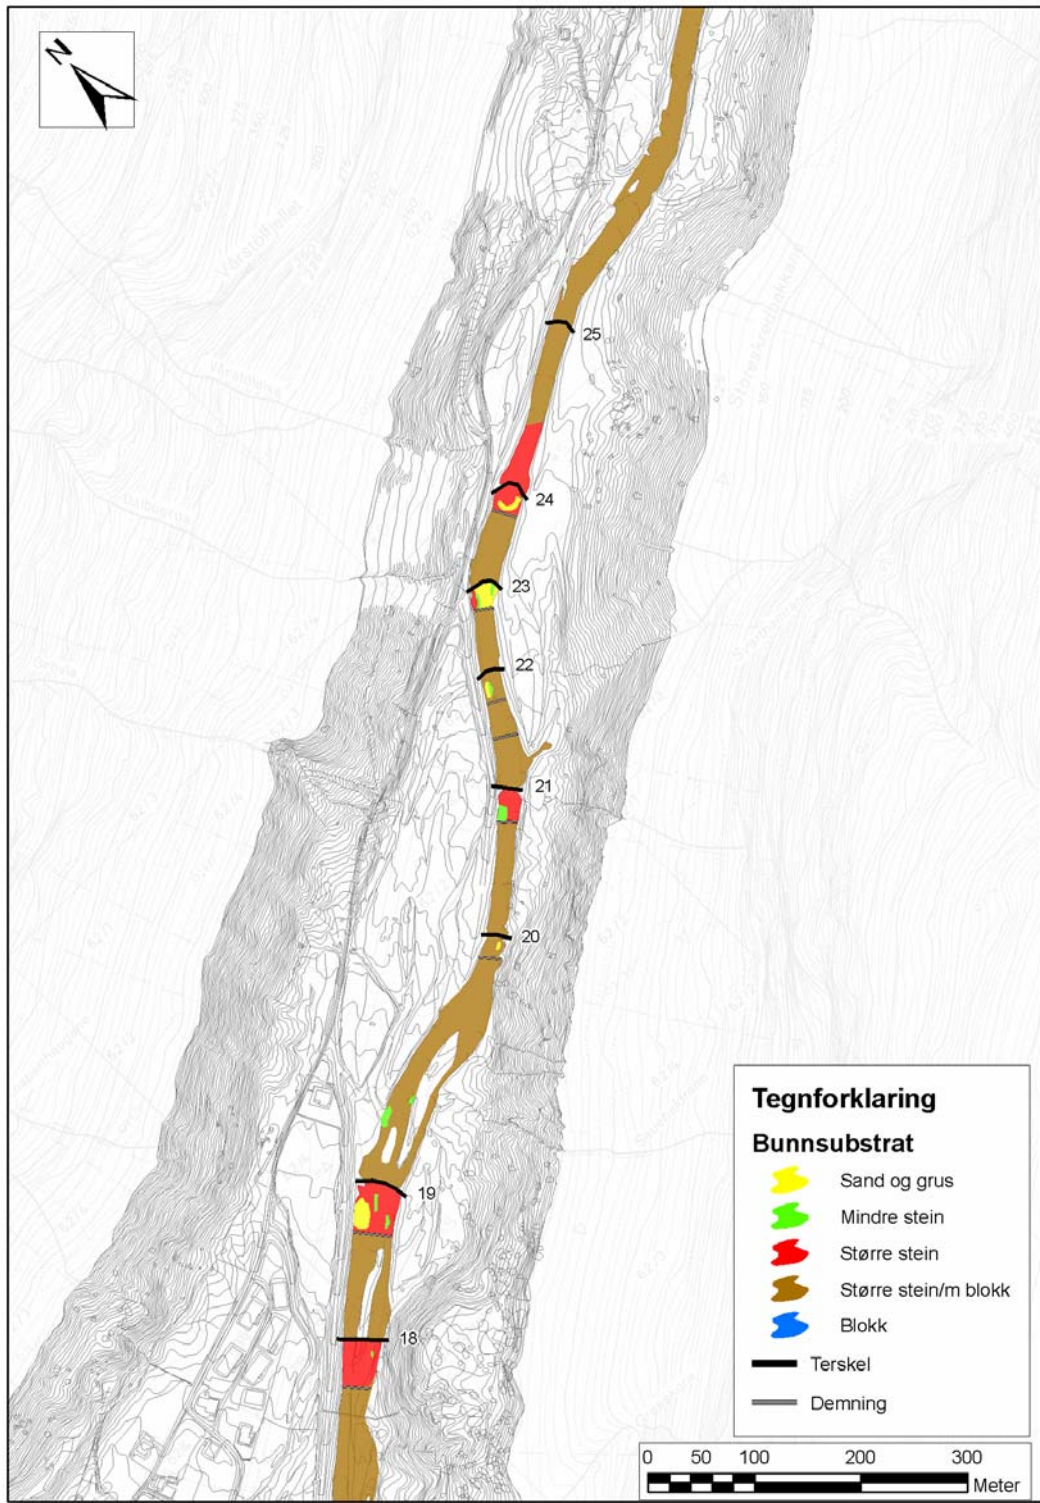 N
25
24
23
22
21
20
19
18
Tegnforklaring
Bunnsubstrat
Sand og grus
Mindre stein
Større stein
Større stein/m blokk
Blokk
Terskel
Demning
0 50 100 200 300
Meter